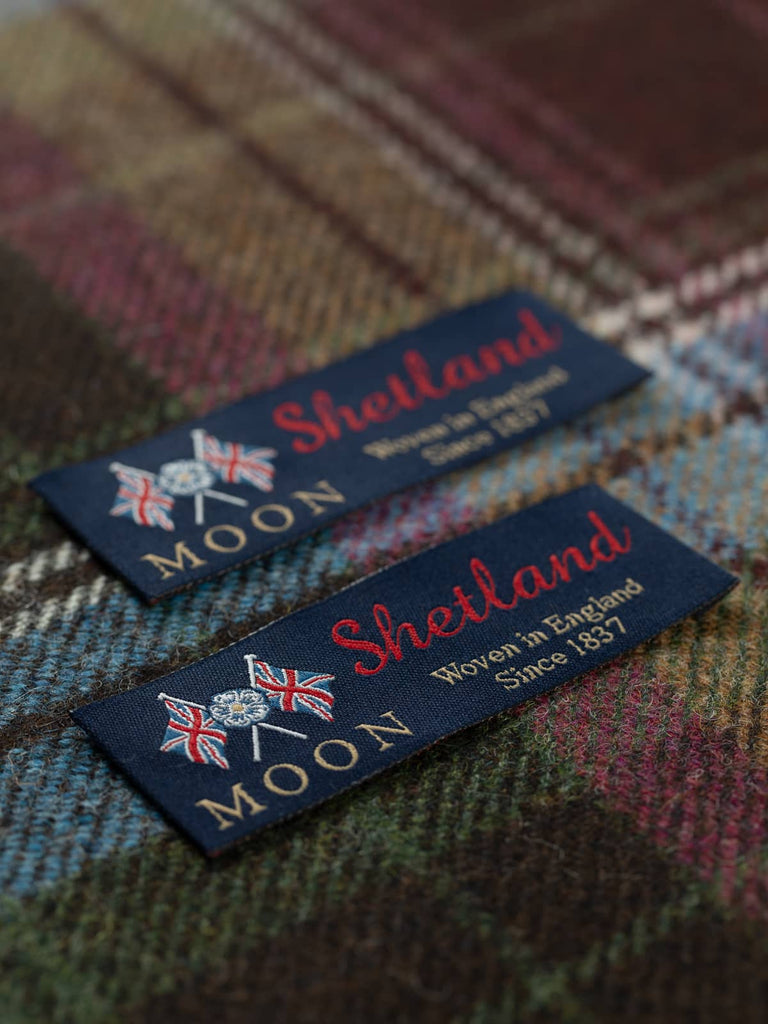 Shetland
Woven in England
Since 1837
MOON
Shetland
Woven in England
Since 1837
MOON